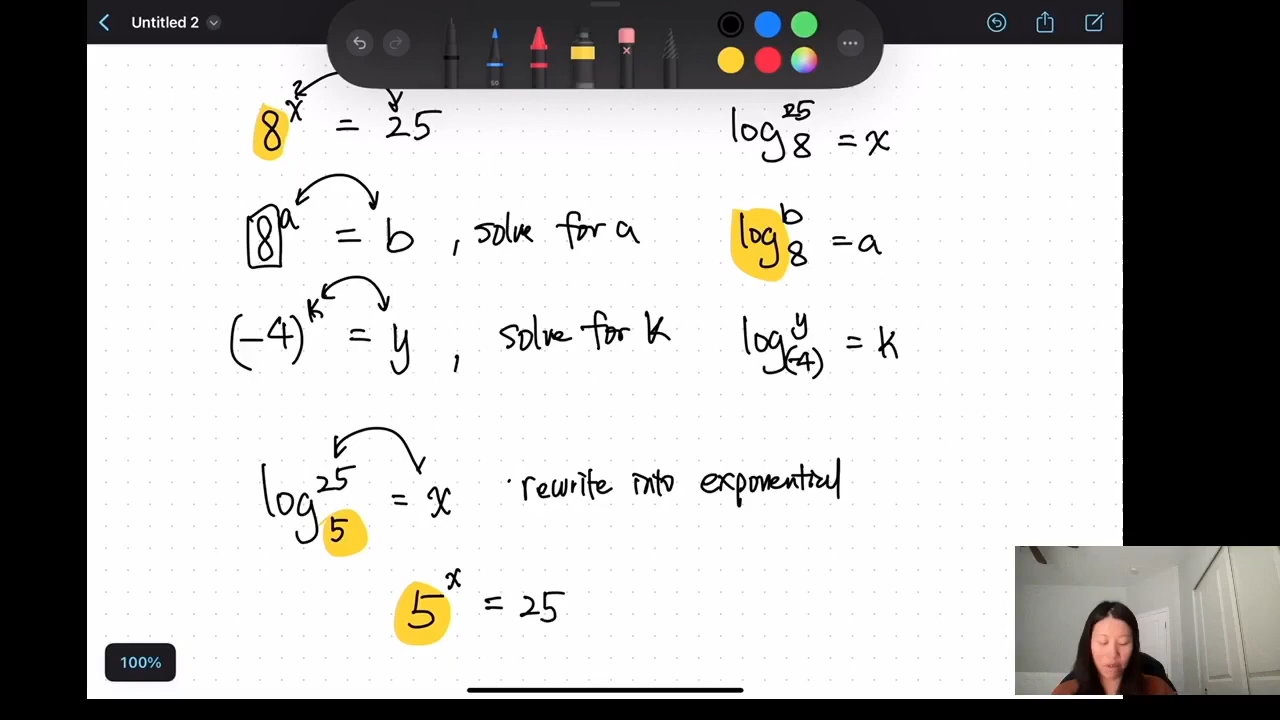 Untitled 2
50
8^x = 25 log_8^25 = x
8^a = b , solve for a log_8^b = a
(-4)^k = y , solve for k log_(-4)^y = k
log_5^25 = x · rewrite into exponential
5^x = 25
100%